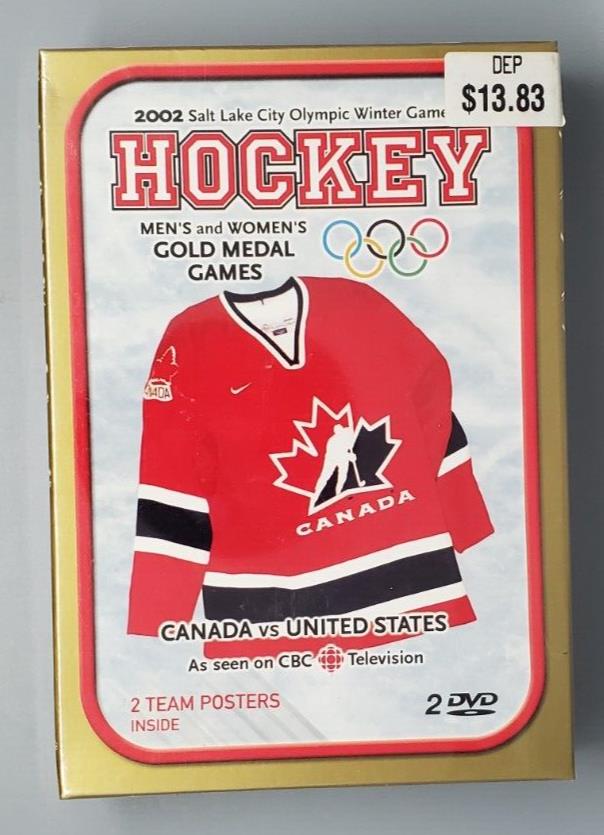 DEP
$13.83
2002 Salt Lake City Olympic Winter Game
HOCKEY
MEN'S and WOMEN'S
GOLD MEDAL
GAMES
CANADA
CANADA vs UNITED STATES
As seen on CBC Television
2 TEAM POSTERS
INSIDE
2 DVD